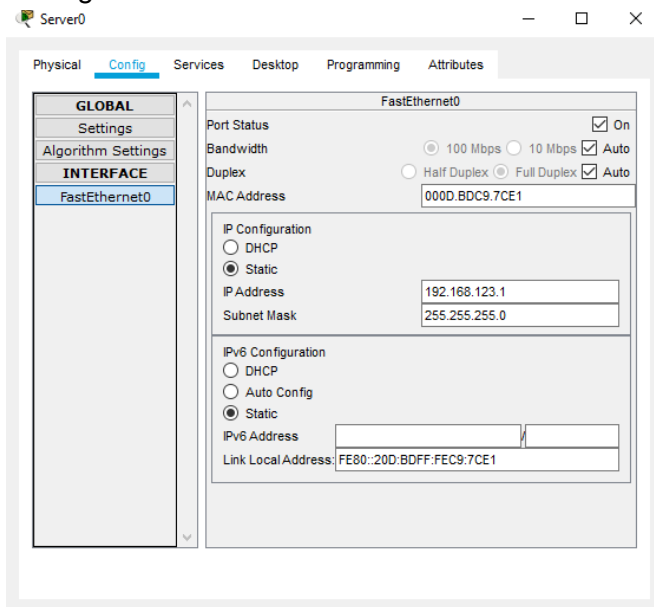 Server0
Physical Config Services Desktop Programming Attributes
GLOBAL
Settings
Algorithm Settings
INTERFACE
FastEthernet0
FastEthernet0
Port Status On
Bandwidth 100 Mbps 10 Mbps Auto
Duplex Half Duplex Full Duplex Auto
MAC Address 000D.BDC9.7CE1
IP Configuration
DHCP
Static
IP Address 192.168.123.1
Subnet Mask 255.255.255.0
IPv6 Configuration
DHCP
Auto Config
Static
IPv6 Address /
Link Local Address: FE80::20D:BDFF:FEC9:7CE1